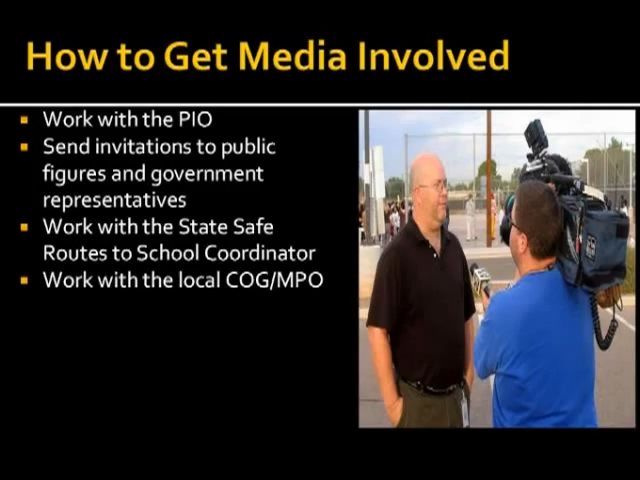 How to Get Media Involved
Work with the PIO
Send invitations to public
figures and government
representatives
Work with the State Safe
Routes to School Coordinator
Work with the local COG/MPO